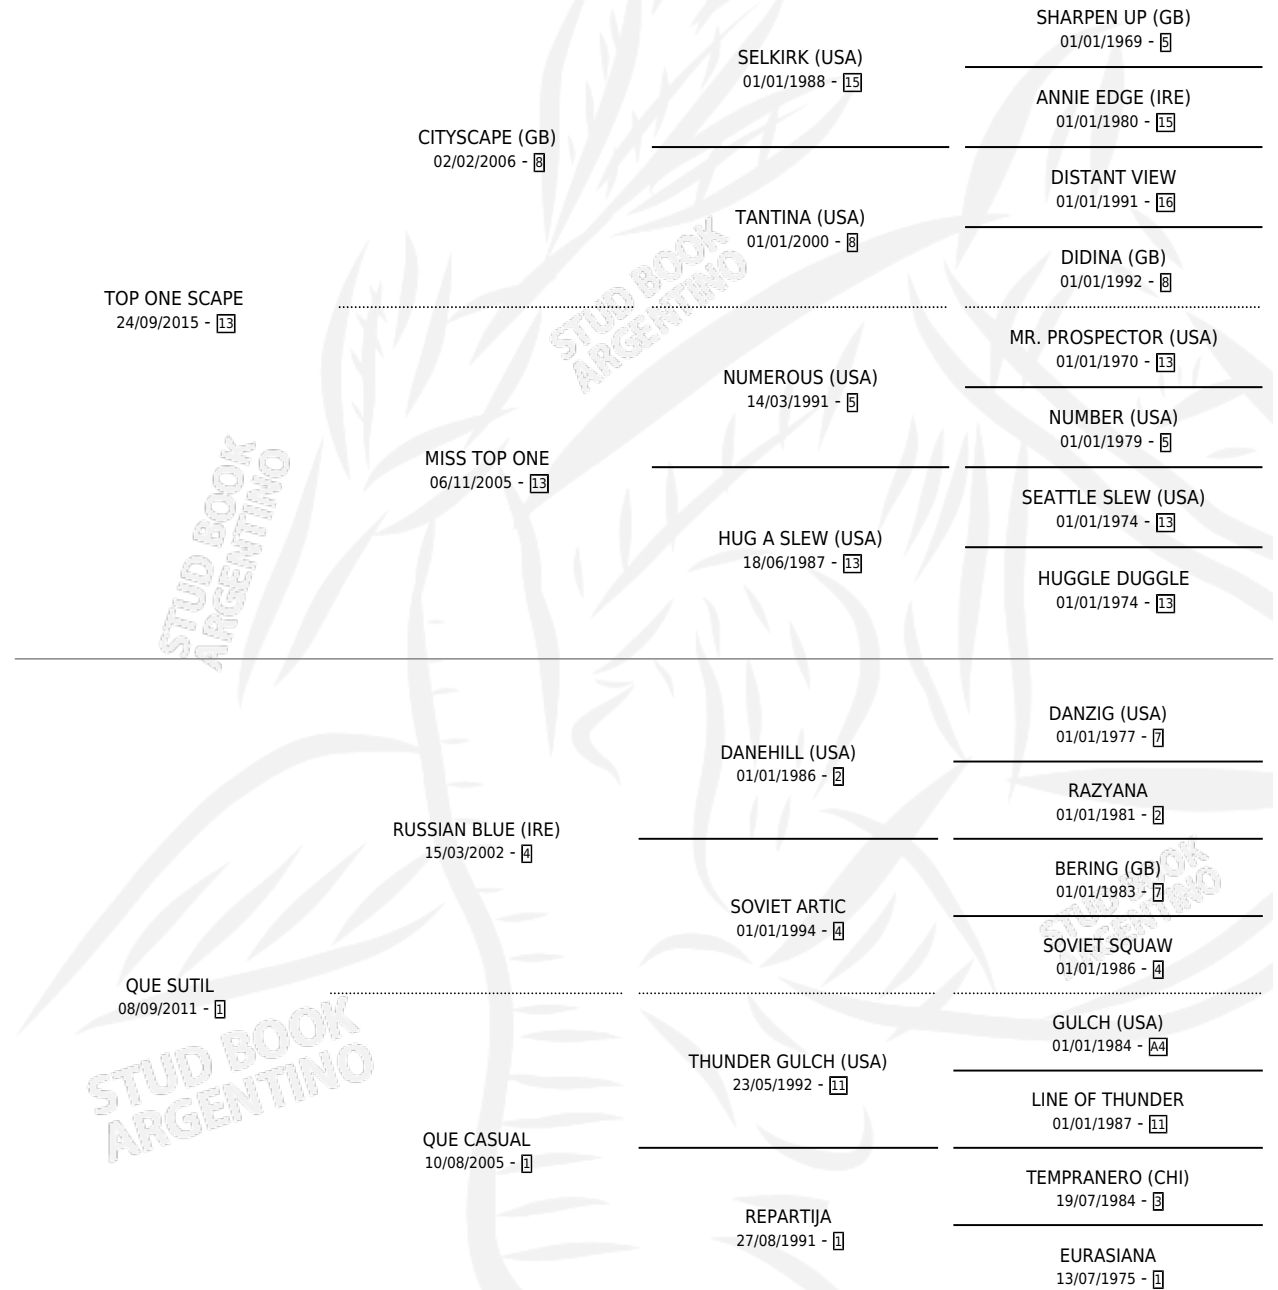 SHARPEN UP (GB)
01/01/1969 - 5
SELKIRK (USA)
01/01/1988 - 15
ANNIE EDGE (IRE)
01/01/1980 - 15
CITYSCAPE (GB)
02/02/2006 - 8
DISTANT VIEW
01/01/1991 - 16
TANTINA (USA)
01/01/2000 - 8
DIDINA (GB)
01/01/1992 - 8
TOP ONE SCAPE
24/09/2015 - 13
MR. PROSPECTOR (USA)
01/01/1970 - 13
NUMEROUS (USA)
14/03/1991 - 5
NUMBER (USA)
01/01/1979 - 5
MISS TOP ONE
06/11/2005 - 13
SEATTLE SLEW (USA)
01/01/1974 - 13
HUG A SLEW (USA)
18/06/1987 - 13
HUGGLE DUGGLE
01/01/1974 - 13
DANZIG (USA)
01/01/1977 - 7
DANEHILL (USA)
01/01/1986 - 2
RAZYANA
01/01/1981 - 2
RUSSIAN BLUE (IRE)
15/03/2002 - 4
BERING (GB)
01/01/1983 - 7
SOVIET ARTIC
01/01/1994 - 4
SOVIET SQUAW
01/01/1986 - 4
QUE SUTIL
08/09/2011 - 1
GULCH (USA)
01/01/1984 - A4
THUNDER GULCH (USA)
23/05/1992 - 11
LINE OF THUNDER
01/01/1987 - 11
QUE CASUAL
10/08/2005 - 1
TEMPRANERO (CHI)
19/07/1984 - 3
REPARTIJA
27/08/1991 - 1
EURASIANA
13/07/1975 - 1
STUD BOOK
ARGENTINO
STUD BOOK
ARGENTINO
STUD BOOK
ARGENTINO
STUD BOOK
ARGENTINO